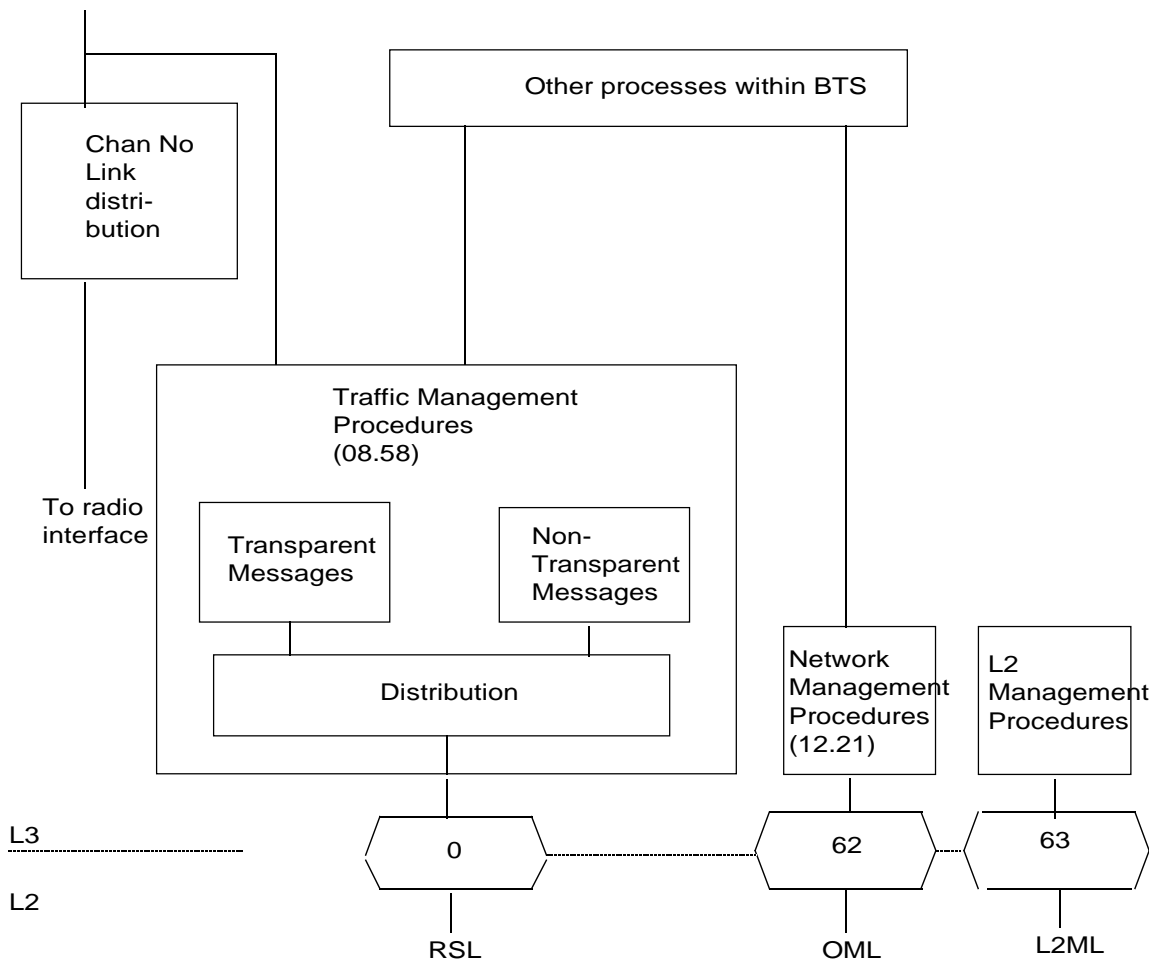 Other processes within BTS
Chan No
Link
distri-
bution
Traffic Management
Procedures
(08.58)
To radio
interface
Transparent
Messages
Non-
Transparent
Messages
Distribution
Network
Management
Procedures
(12.21)
L2
Management
Procedures
L3
0
62
63
L2
RSL
OML
L2ML